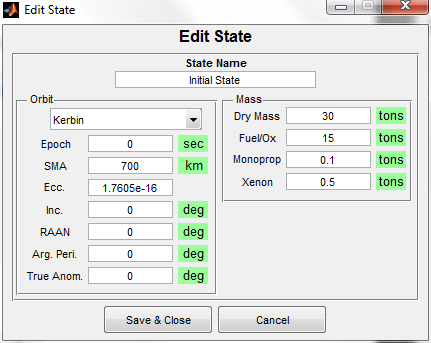 Edit State
Edit State
State Name
Initial State
Orbit
Kerbin
Epoch 0 sec
SMA 700 km
Ecc. 1.7605e-16
Inc. 0 deg
RAAN 0 deg
Arg. Peri. 0 deg
True Anom. 0 deg
Mass
Dry Mass 30 tons
Fuel/Ox 15 tons
Monoprop 0.1 tons
Xenon 0.5 tons
Save & Close Cancel